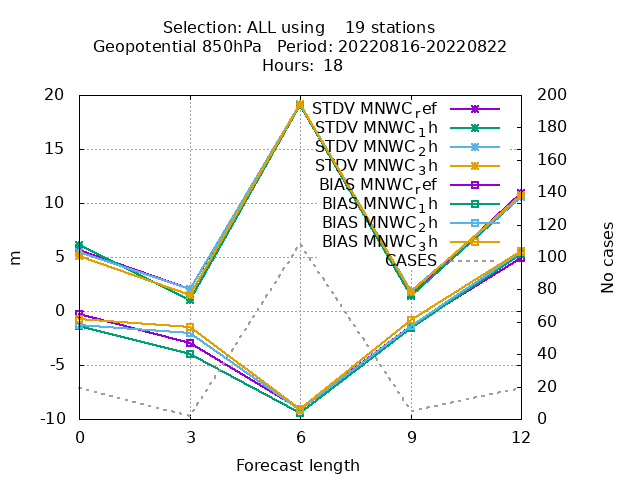 Selection: ALL using    19 stations
Geopotential 850hPa   Period: 20220816-20220822
Hours: 18
20
15
10
5
0
-5
-10
m
200
180
160
140
120
100
80
60
40
20
0
No cases
STDV MNWC_ref
STDV MNWC_1h
STDV MNWC_2h
STDV MNWC_3h
BIAS MNWC_ref
BIAS MNWC_1h
BIAS MNWC_2h
BIAS MNWC_3h
CASES
0 3 6 9 12
Forecast length